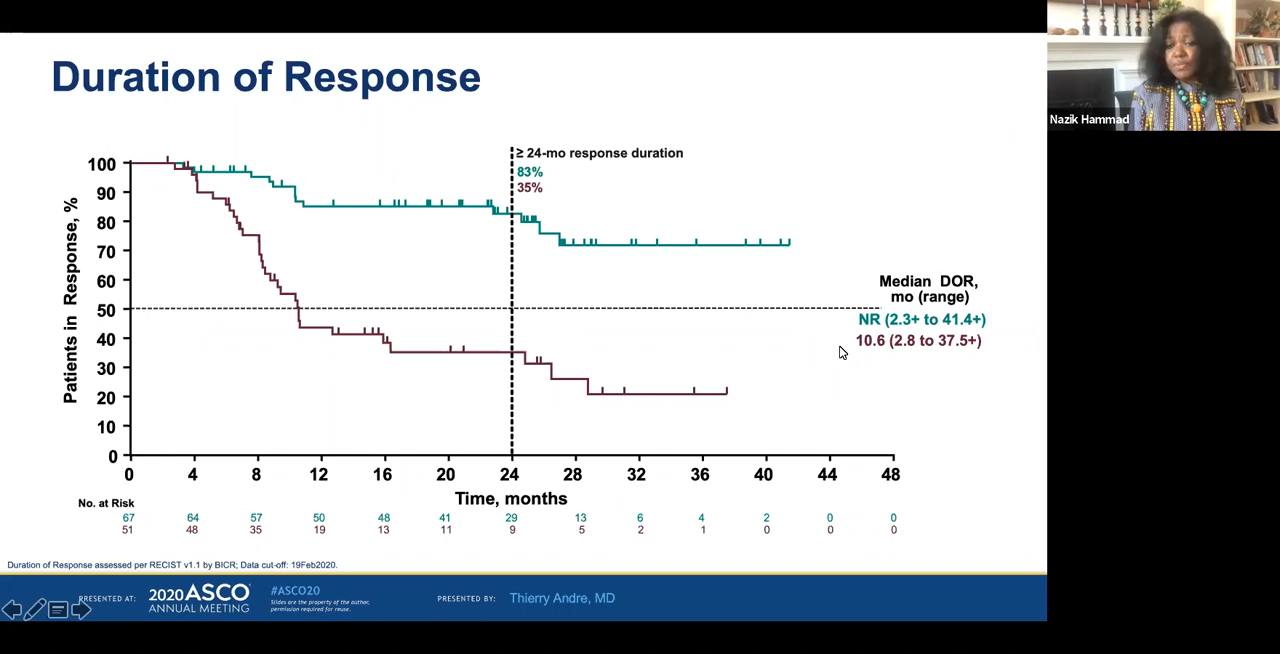 Duration of Response
Nazik Hammad
≥ 24-mo response duration
83%
35%
Patients in Response, %
100
90
80
70
60
50
40
30
20
10
0
Median DOR,
mo (range)
NR (2.3+ to 41.4+)
10.6 (2.8 to 37.5+)
0 4 8 12 16 20 24 28 32 36 40 44 48
Time, months
No. at Risk
67 64 57 50 48 41 29 13 6 4 2 0 0
51 48 35 19 13 11 9 5 2 1 0 0 0
Duration of Response assessed per RECIST v1.1 by BICR; Data cut-off: 19Feb2020.
PRESENTED AT:
2020 ASCO
ANNUAL MEETING
#ASCO20
Slides are the property of the author,
permission required for reuse.
PRESENTED BY:
Thierry Andre, MD